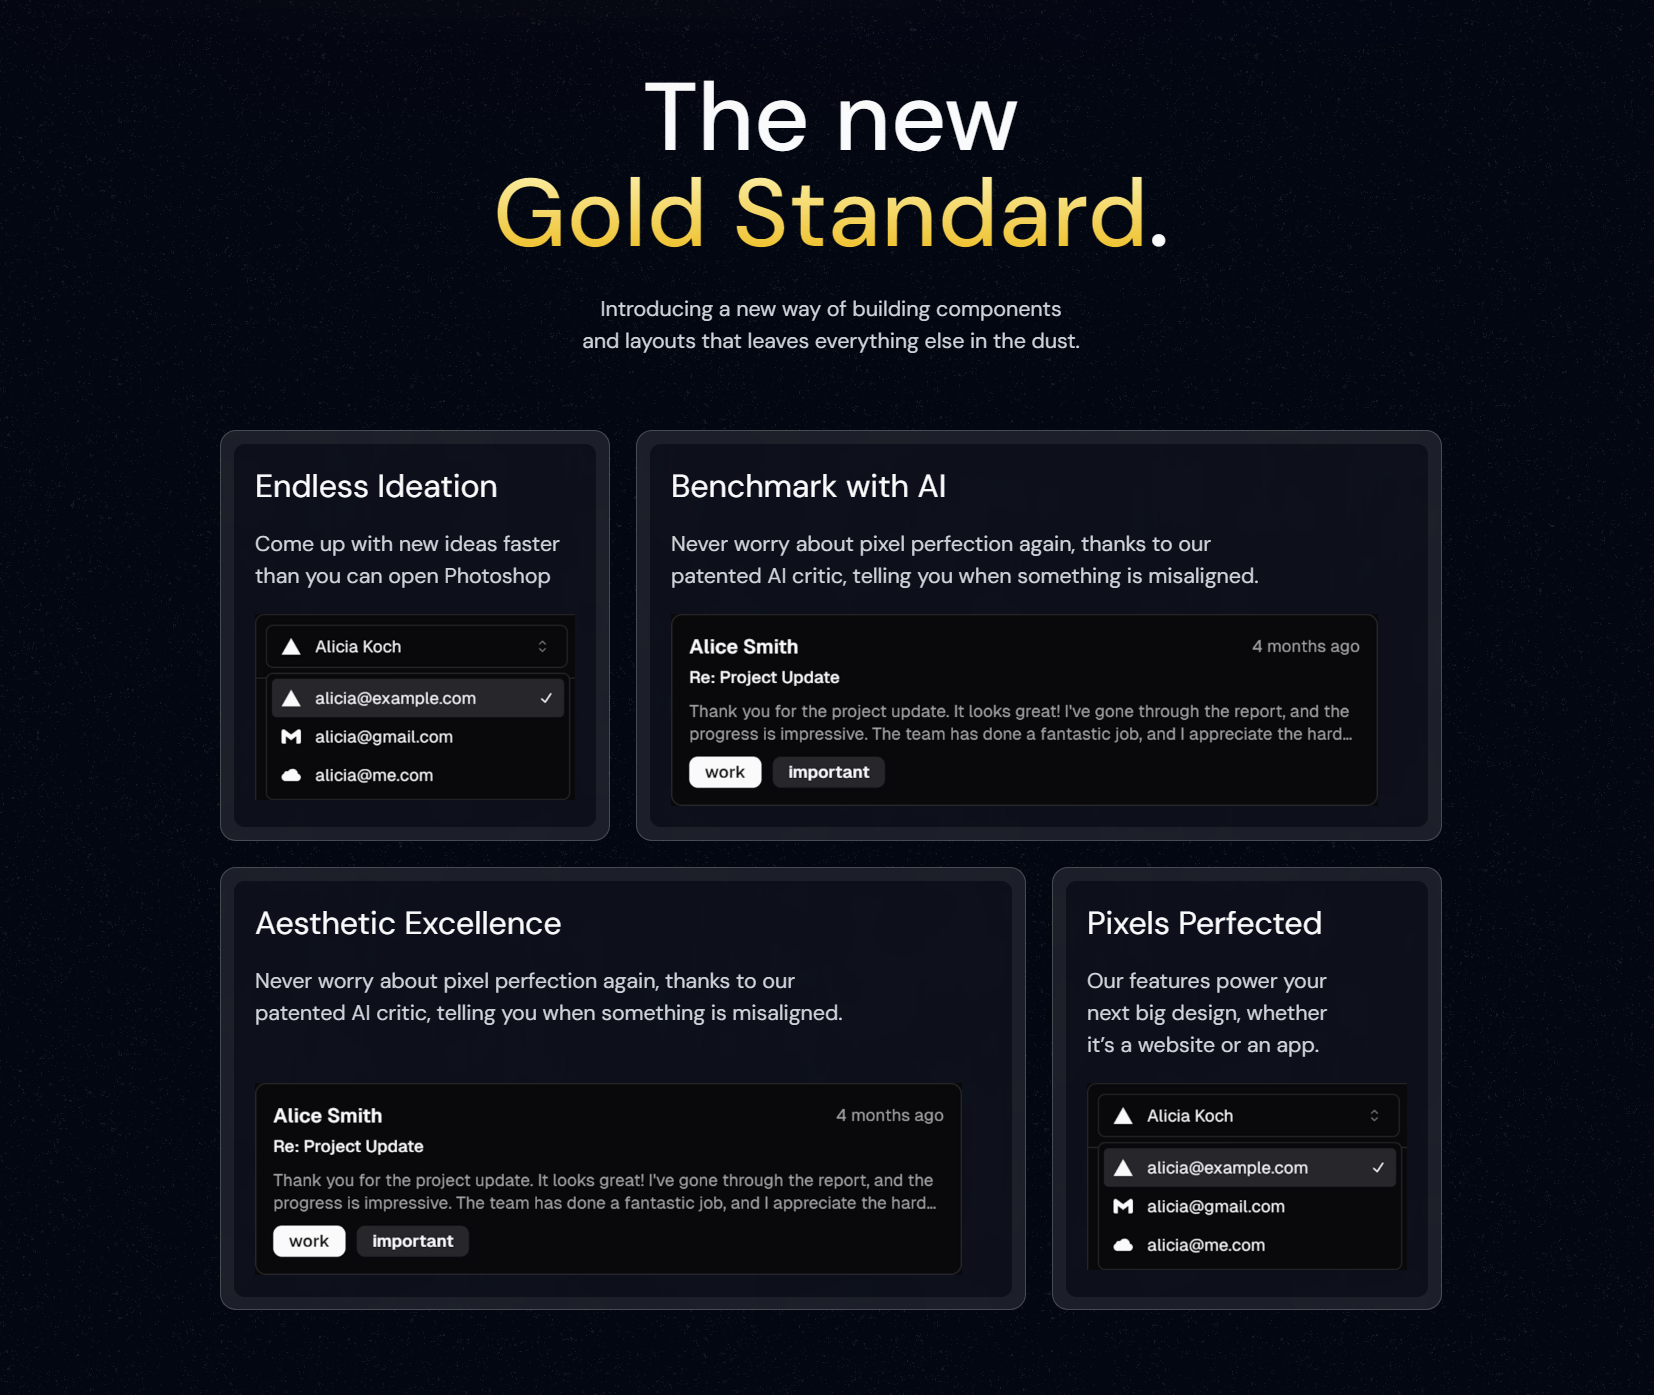 The new
Gold Standard.
Introducing a new way of building components
and layouts that leaves everything else in the dust.
Endless Ideation
Come up with new ideas faster
than you can open Photoshop
Alicia Koch
alicia@example.com
alicia@gmail.com
alicia@me.com
Benchmark with AI
Never worry about pixel perfection again, thanks to our
patented AI critic, telling you when something is misaligned.
Alice Smith
4 months ago
Re: Project Update
Thank you for the project update. It looks great! I've gone through the report, and the
progress is impressive. The team has done a fantastic job, and I appreciate the hard...
work
important
Aesthetic Excellence
Never worry about pixel perfection again, thanks to our
patented AI critic, telling you when something is misaligned.
Alice Smith
4 months ago
Re: Project Update
Thank you for the project update. It looks great! I've gone through the report, and the
progress is impressive. The team has done a fantastic job, and I appreciate the hard...
work
important
Pixels Perfected
Our features power your
next big design, whether
it’s a website or an app.
Alicia Koch
alicia@example.com
alicia@gmail.com
alicia@me.com